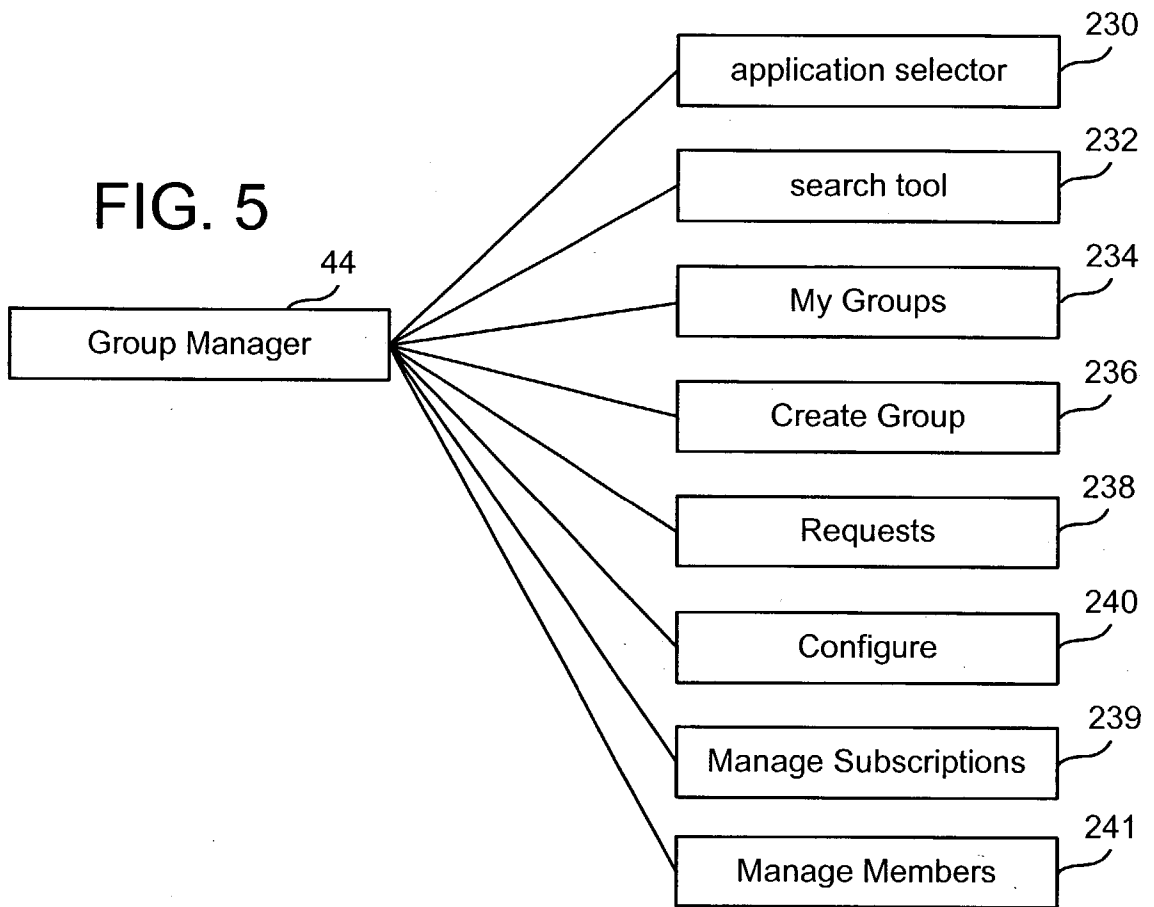 230
application selector
232
search tool
FIG. 5
234
My Groups
44
Group Manager
236
Create Group
238
Requests
240
Configure
239
Manage Subscriptions
241
Manage Members